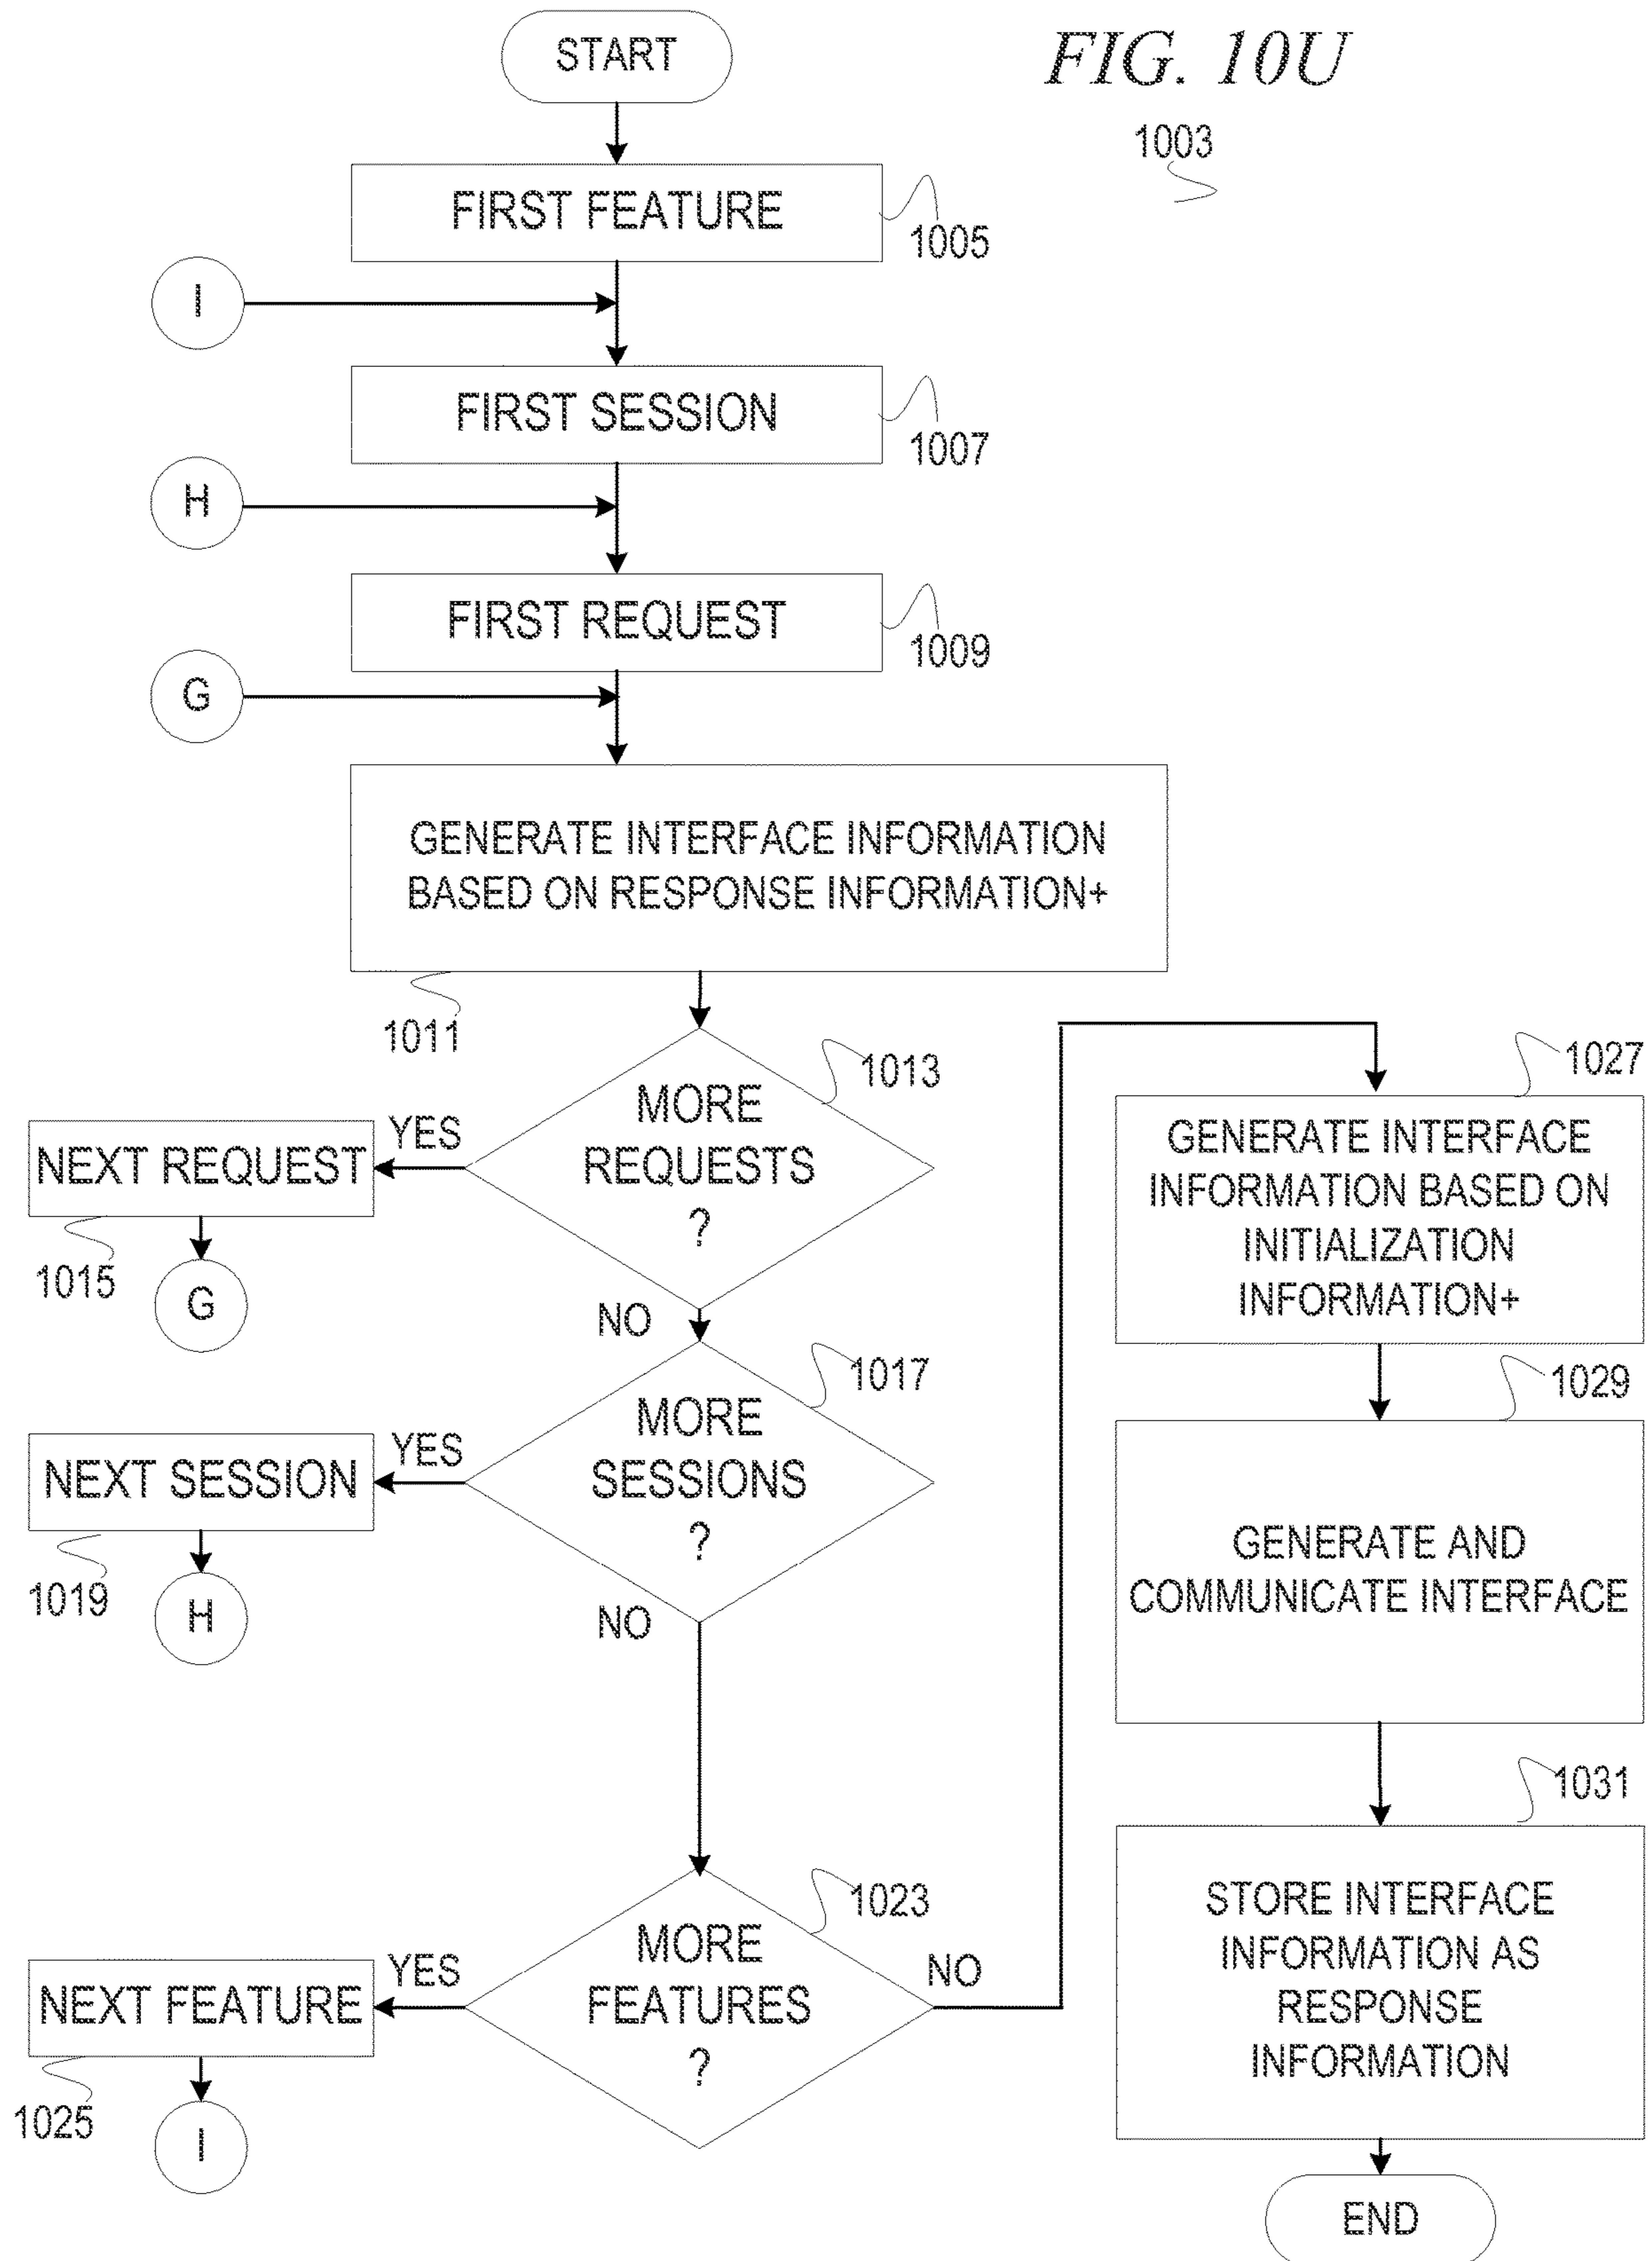 START
FIG. 10U
1003
FIRST FEATURE
1005
I
FIRST SESSION
1007
H
FIRST REQUEST
1009
G
GENERATE INTERFACE INFORMATION
BASED ON RESPONSE INFORMATION+
1011
MORE
REQUESTS
?
1013
YES
NEXT REQUEST
1015
G
NO
MORE
SESSIONS
?
1017
YES
NEXT SESSION
1019
H
NO
MORE
FEATURES
?
1023
YES
NEXT FEATURE
1025
I
NO
1027
GENERATE INTERFACE
INFORMATION BASED ON
INITIALIZATION
INFORMATION+
1029
GENERATE AND
COMMUNICATE INTERFACE
1031
STORE INTERFACE
INFORMATION AS
RESPONSE
INFORMATION
END